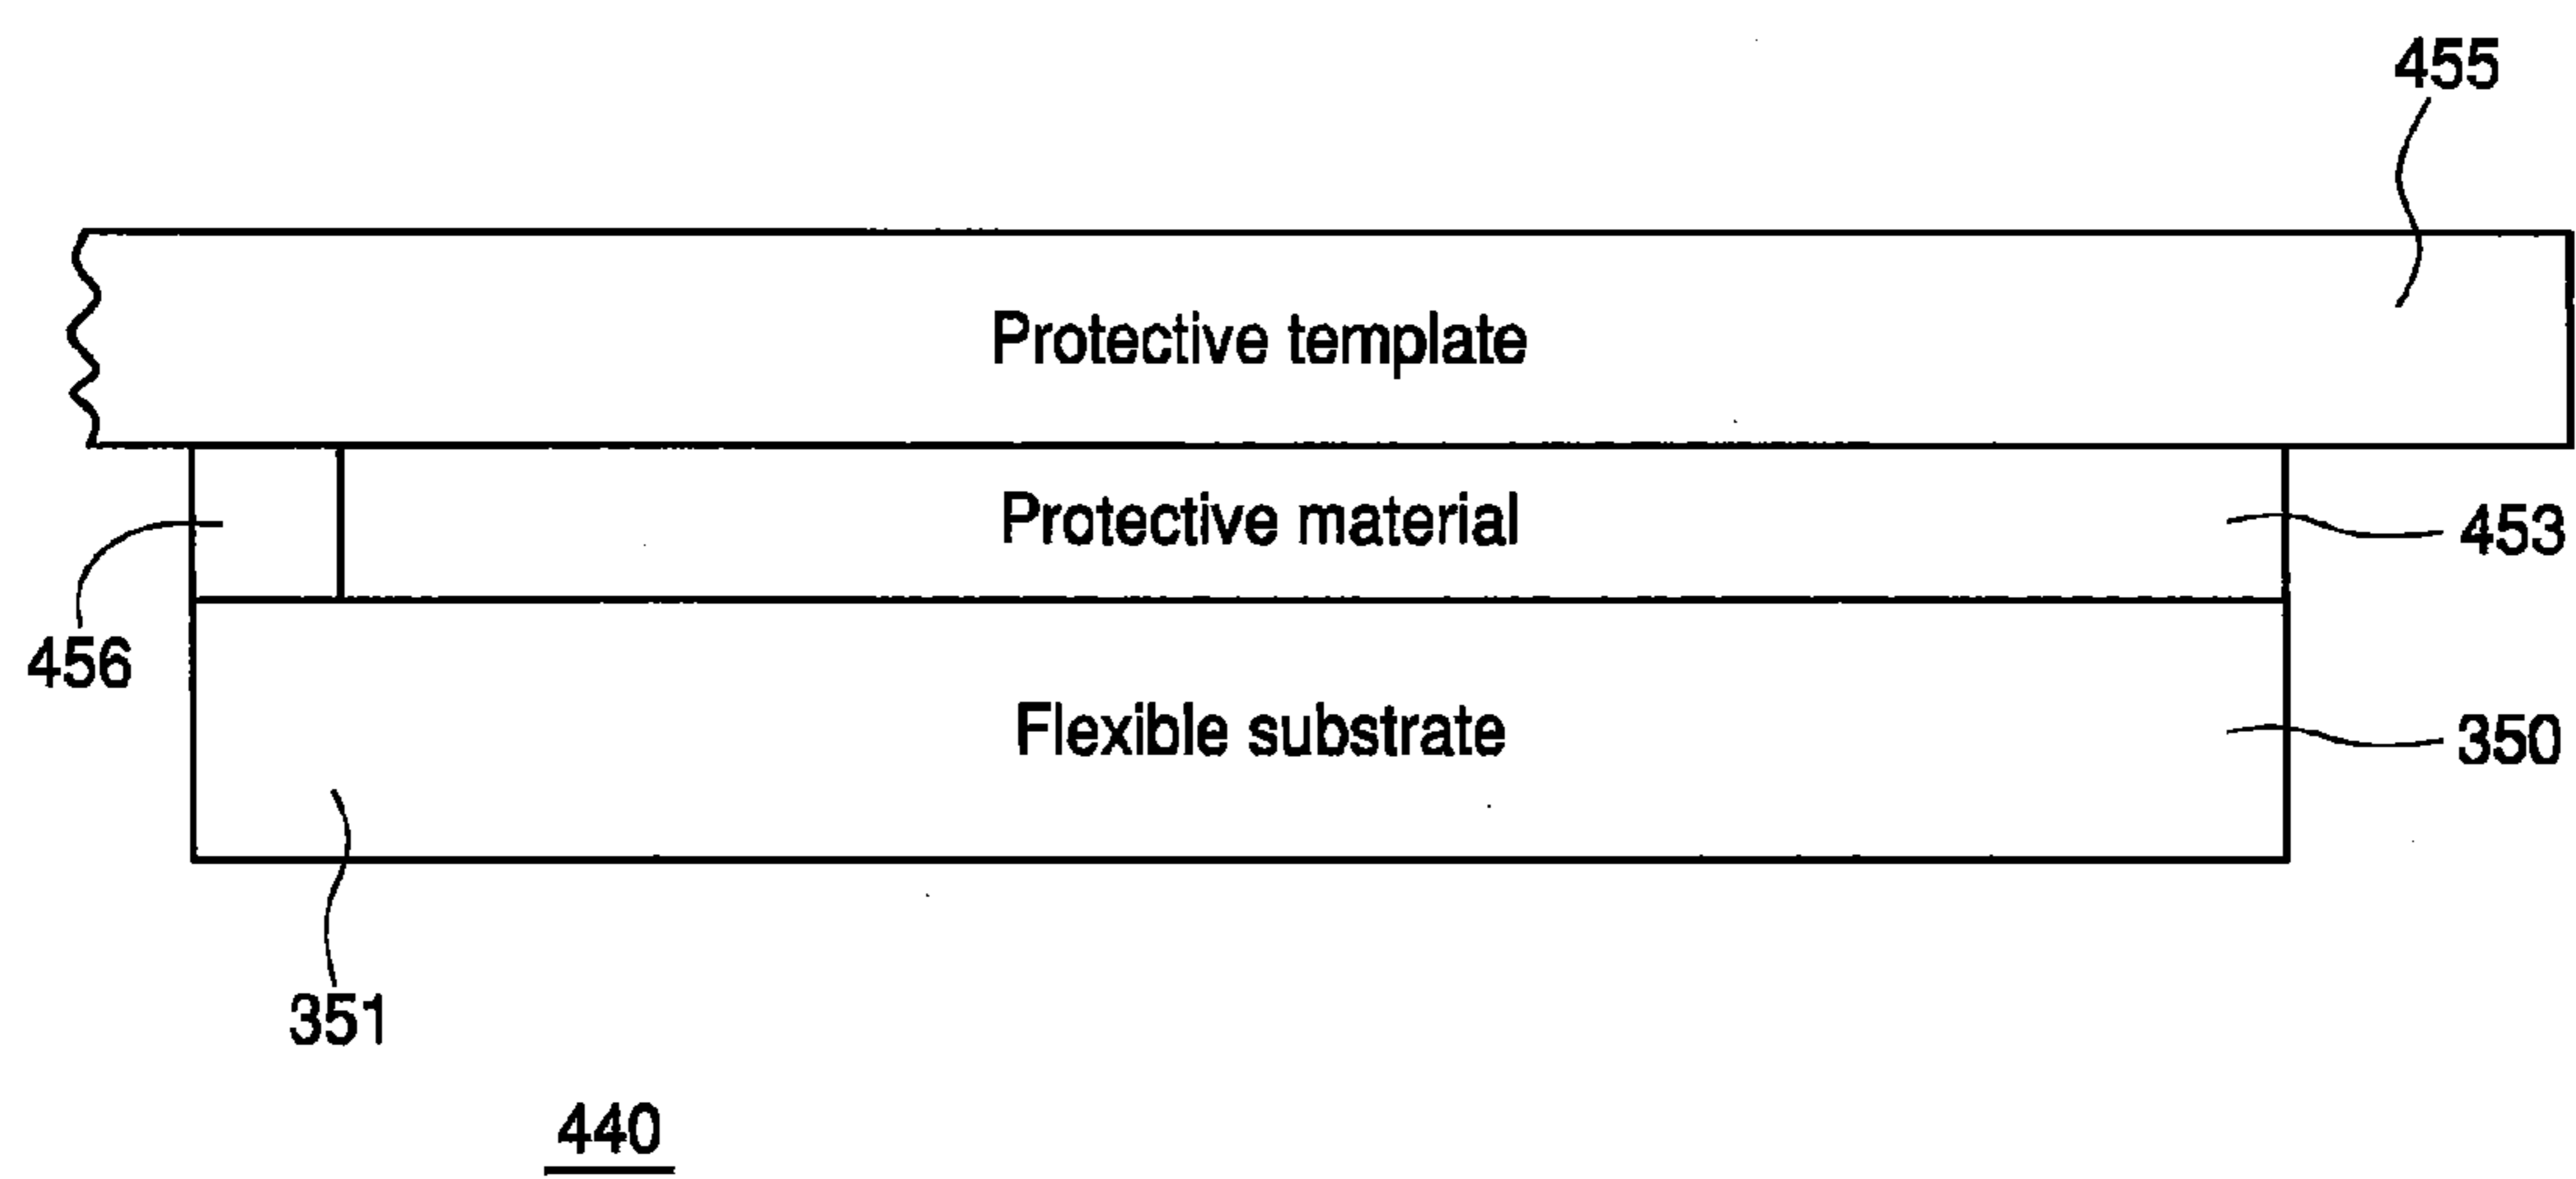 455
Protective template
Protective material
453
456
Flexible substrate
350
351
440